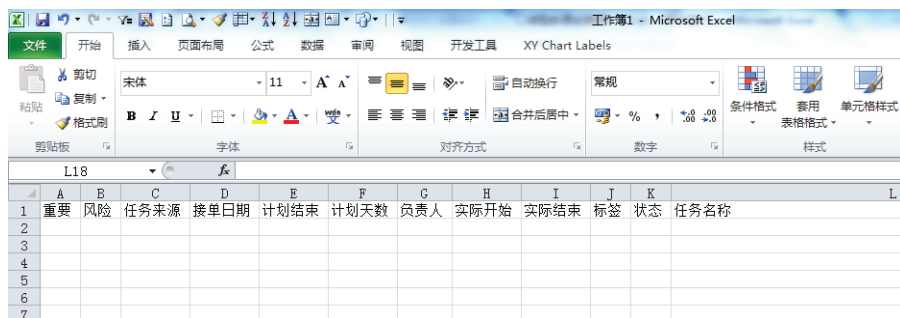 工作簿1 - Microsoft Excel
文件 开始 插入 页面布局 公式 数据 审阅 视图 开发工具 XY Chart Labels
粘贴 剪切 复制 格式刷
宋体 11 A A wén 文
B I U A
自动换行
合并后居中
常规
% , .0 .00 .00 .0
条件格式 套用 表格格式 单元格样式
剪贴板 字体 对齐方式 数字 样式
L18 fx
A B C D E F G H I J K L
1 重要 风险 任务来源 接单日期 计划结束 计划天数 负责人 实际开始 实际结束 标签 状态 任务名称
2
3
4
5
6
7